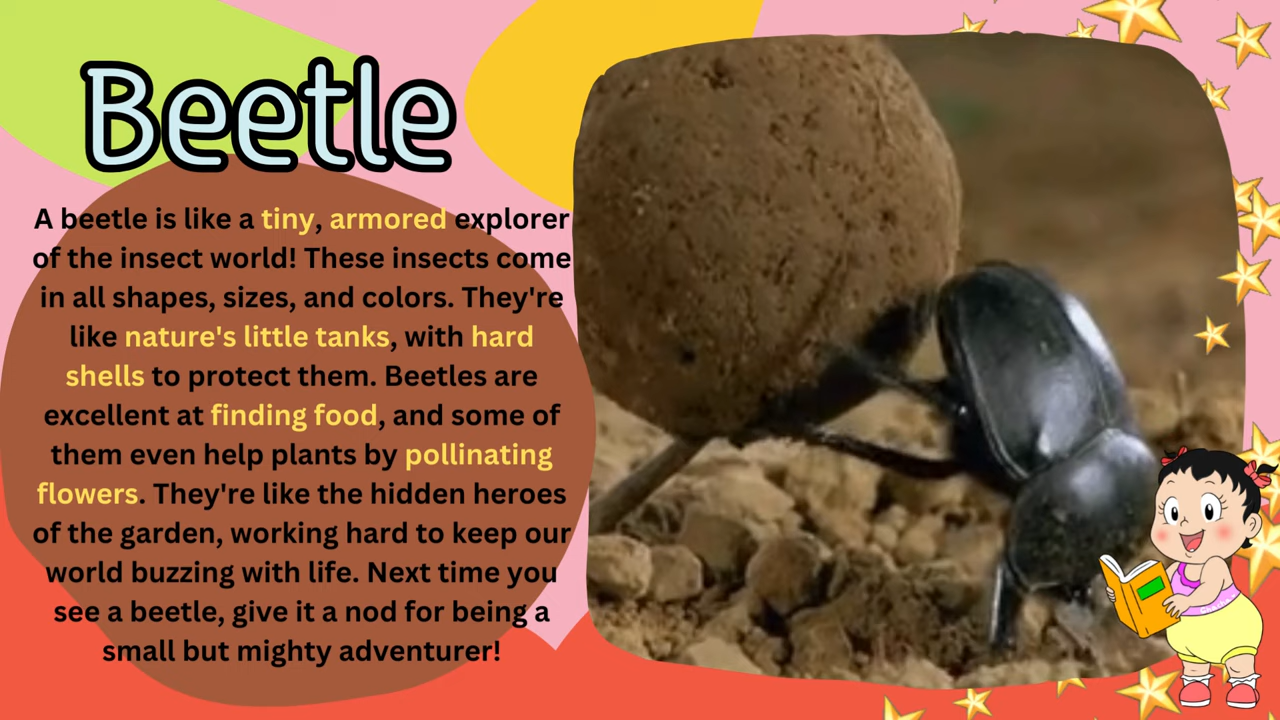 Beetle
A beetle is like a tiny, armored explorer
of the insect world! These insects come
in all shapes, sizes, and colors. They're
like nature's little tanks, with hard
shells to protect them. Beetles are
excellent at finding food, and some of
them even help plants by pollinating
flowers. They're like the hidden heroes
of the garden, working hard to keep our
world buzzing with life. Next time you
see a beetle, give it a nod for being a
small but mighty adventurer!